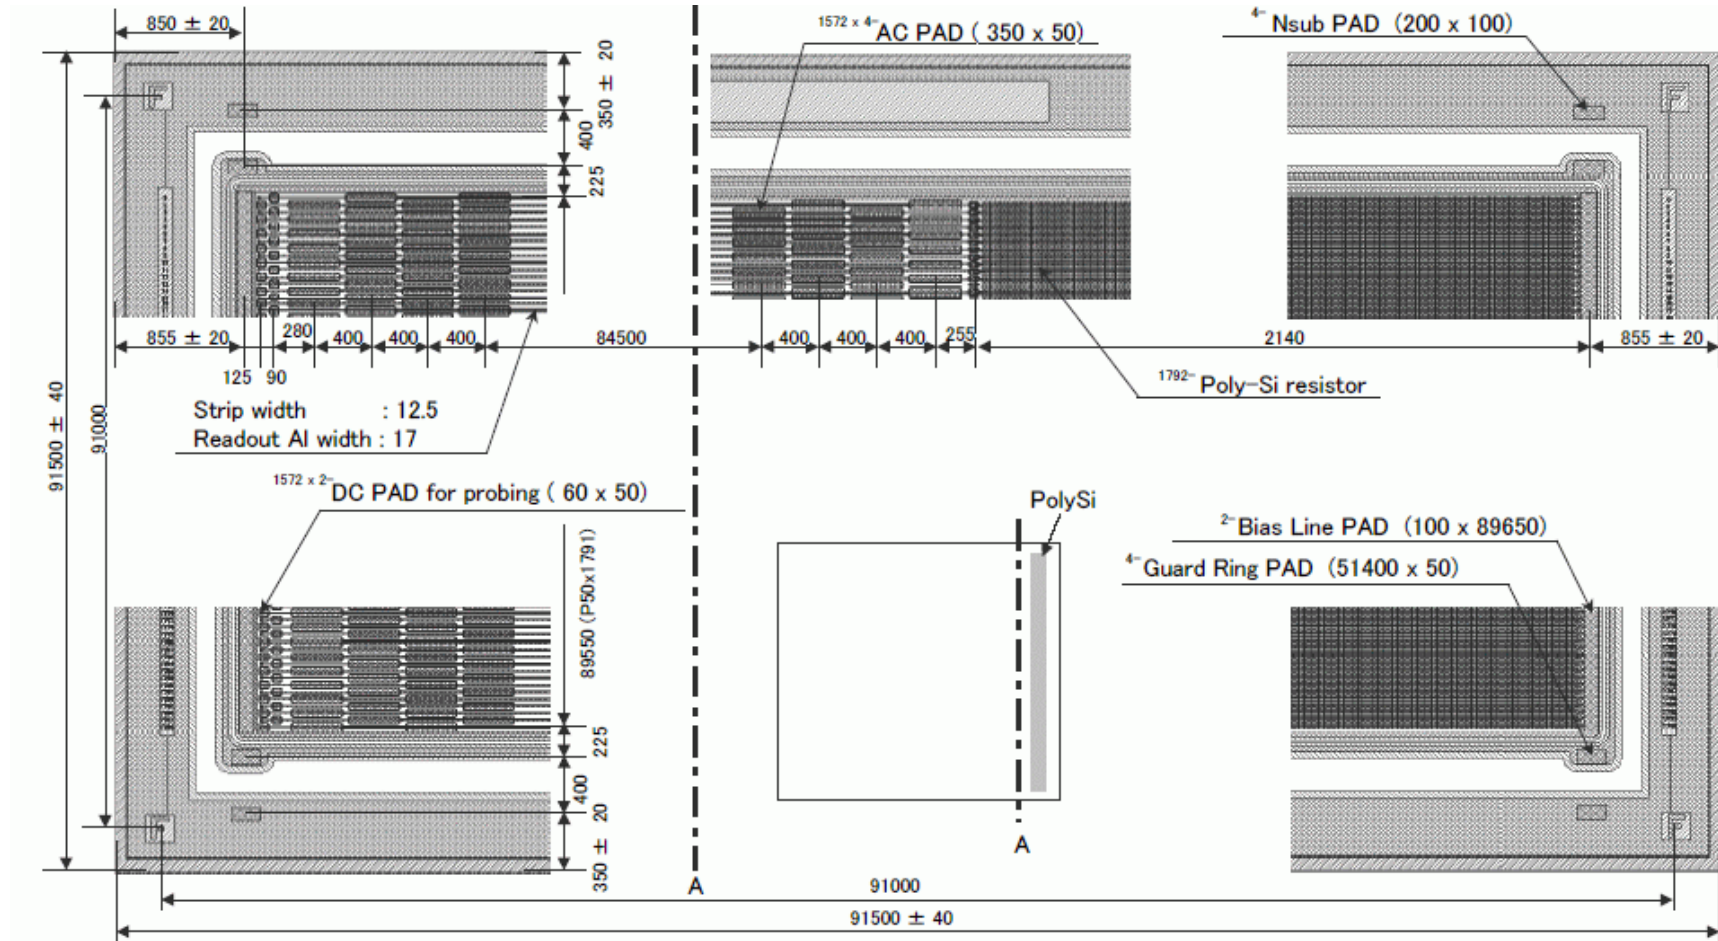 850 ± 20
1572 x 4- AC PAD ( 350 x 50)
4- Nsub PAD (200 x 100)
350 ± 20
400
225
855 ± 20
280
400
400
400
84500
400
400
400
255
2140
855 ± 20
125
90
1792- Poly-Si resistor
Strip width : 12.5
Readout Al width : 17
91500 ± 40
91000
1572 x 2- DC PAD for probing ( 60 x 50)
PolySi
2- Bias Line PAD (100 x 89650)
4- Guard Ring PAD (51400 x 50)
89550 (P50x1791)
225
400
350 ± 20
A
A
91000
91500 ± 40
F
F
F
F